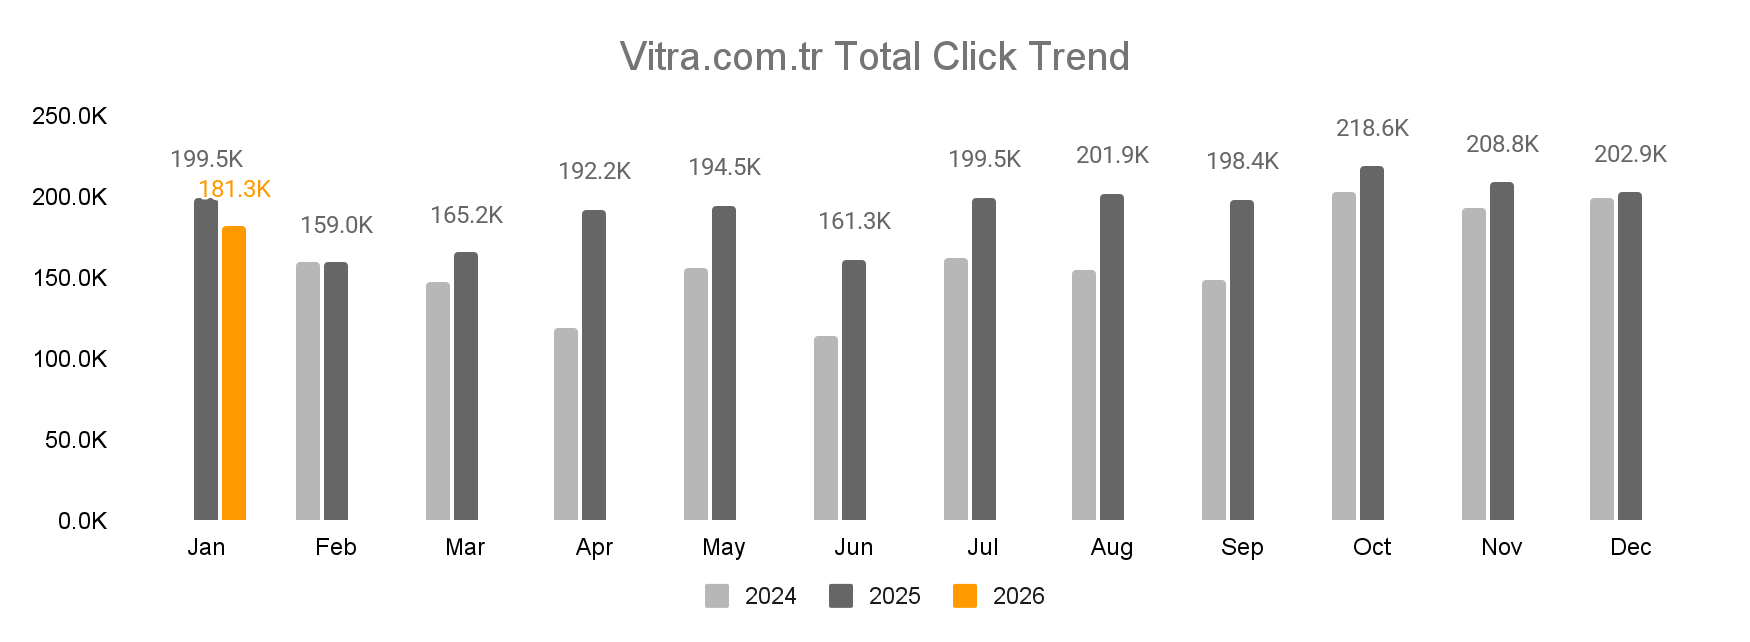 Vitra.com.tr Total Click Trend
250.0K
200.0K
150.0K
100.0K
50.0K
0.0K
199.5K
181.3K
159.0K
165.2K
192.2K
194.5K
161.3K
199.5K
201.9K
198.4K
218.6K
208.8K
202.9K
Jan Feb Mar Apr May Jun Jul Aug Sep Oct Nov Dec
2024 2025 2026